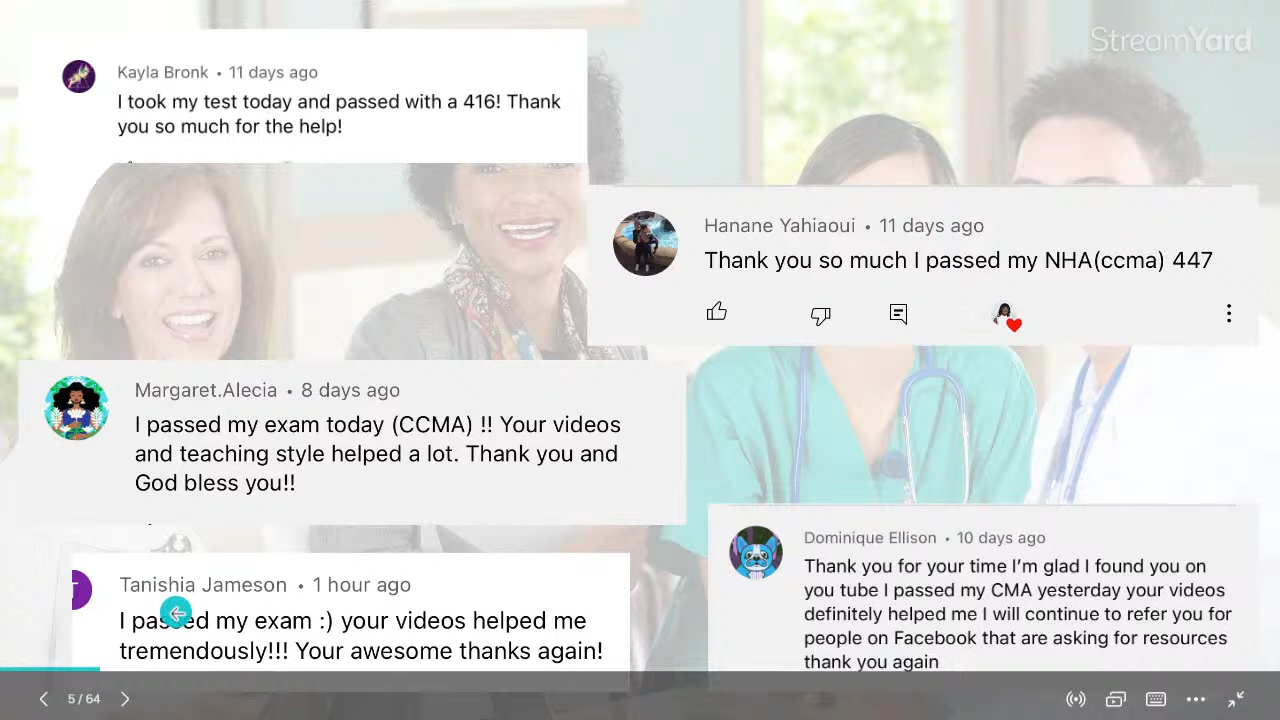 StreamYard
Kayla Bronk • 11 days ago
I took my test today and passed with a 416! Thank
you so much for the help!
Hanane Yahiaoui • 11 days ago
Thank you so much I passed my NHA(ccma) 447
Margaret.Alecia • 8 days ago
I passed my exam today (CCMA) !! Your videos
and teaching style helped a lot. Thank you and
God bless you!!
Dominique Ellison • 10 days ago
Thank you for your time I'm glad I found you on
you tube I passed my CMA yesterday your videos
definitely helped me I will continue to refer you for
people on Facebook that are asking for resources
thank you again
T
Tanishia Jameson • 1 hour ago
I passed my exam :) your videos helped me
tremendously!!! Your awesome thanks again!
5 / 64